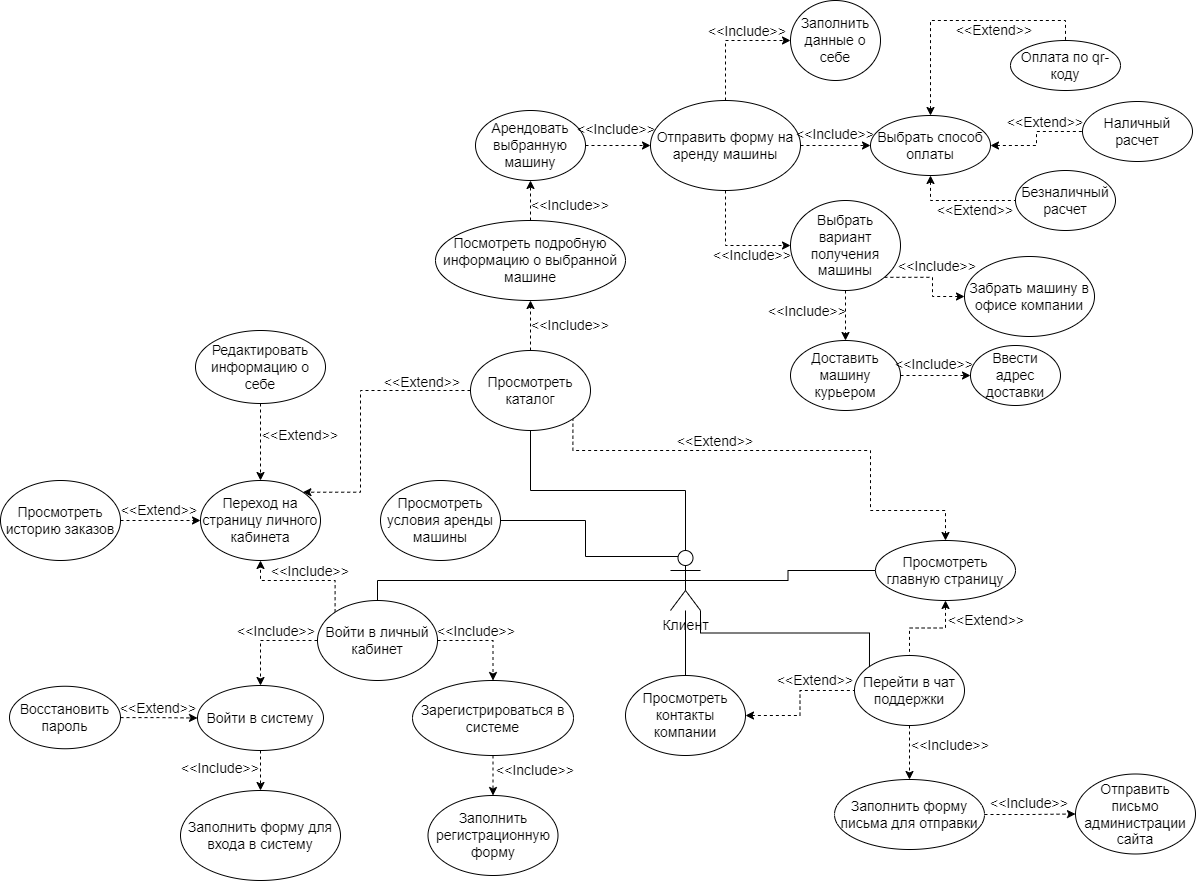 Заполнить
данные о
себе
<<Include>>
<<Extend>>
Оплата по qr-
коду
Арендовать
выбранную
машину
<<Include>>
Отправить форму на
аренду машины
<<Include>>
Выбрать способ
оплаты
<<Extend>>
Наличный
расчет
<<Extend>>
Безналичный
расчет
<<Include>>
Посмотреть подробную
информацию о выбранной
машине
<<Include>>
Выбрать
вариант
получения
машины
<<Include>>
Забрать машину в
офисе компании
<<Include>>
<<Include>>
Доставить
машину
курьером
<<Include>>
Ввести
адрес
доставки
Редактировать
информацию о
себе
<<Extend>>
Просмотреть
каталог
<<Extend>>
<<Extend>>
Просмотреть
историю заказов
<<Extend>>
Переход на
страницу личного
кабинета
Просмотреть
условия аренды
машины
Просмотреть
главную страницу
<<Include>>
Клиент
<<Extend>>
<<Include>>
Войти в личный
кабинет
<<Include>>
Восстановить
пароль
<<Extend>>
Войти в систему
Зарегистрироваться в
системе
Просмотреть
контакты
компании
<<Extend>>
Перейти в чат
поддержки
<<Include>>
<<Include>>
<<Include>>
Заполнить форму для
входа в систему
Заполнить
регистрационную
форму
Заполнить форму
письма для отправки
<<Include>>
Отправить
письмо
администрации
сайта